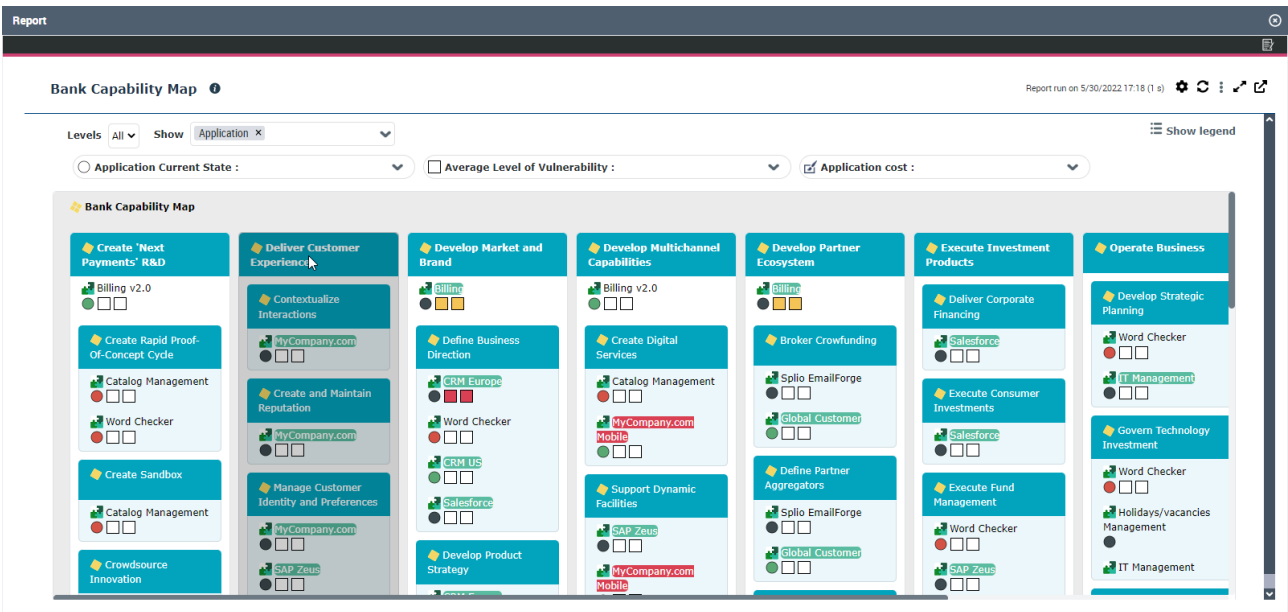 Report
Bank Capability Map
Report run on 5/30/2022 17:18 (1 s)
Levels All Show Application × Show legend
Application Current State :
Average Level of Vulnerability :
Application cost :
Bank Capability Map
Create 'Next
Payments' R&D
Billing v2.0
Create Rapid Proof-
Of-Concept Cycle
Catalog Management
Word Checker
Create Sandbox
Catalog Management
Crowdsource
Innovation
Deliver Customer
Experience
Contextualize
Interactions
MyCompany.com
Create and Maintain
Reputation
MyCompany.com
Manage Customer
Identity and Preferences
MyCompany.com
SAP Zeus
Develop Market and
Brand
Billing
Define Business
Direction
CRM Europe
Word Checker
CRM US
Salesforce
Develop Product
Strategy
Develop Multichannel
Capabilities
Billing v2.0
Create Digital
Services
Catalog Management
MyCompany.com
Mobile
Support Dynamic
Facilities
SAP Zeus
MyCompany.com
Mobile
Develop Partner
Ecosystem
Billing
Broker Crowfunding
Splio EmailForge
Global Customer
Define Partner
Aggregators
Splio EmailForge
Global Customer
Execute Investment
Products
Deliver Corporate
Financing
Salesforce
Execute Consumer
Investments
Salesforce
Execute Fund
Management
Word Checker
SAP Zeus
Operate Business
Develop Strategic
Planning
Word Checker
IT Management
Govern Technology
Investment
Word Checker
Holidays/vacancies
Management
IT Management